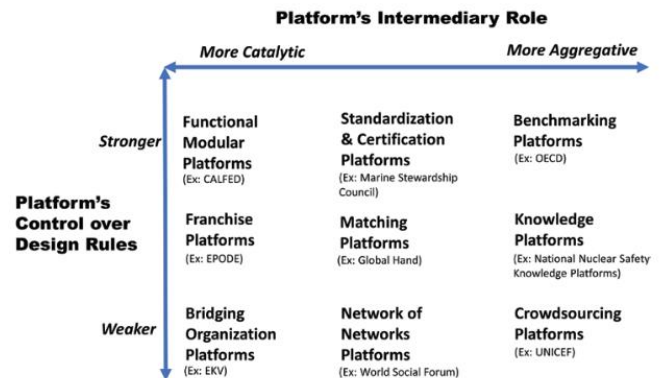 Platform's Intermediary Role
More Catalytic
More Aggregative
Stronger
Platform's
Control over
Design Rules
Weaker
Functional
Modular
Platforms
(Ex: CALFED)
Standardization
& Certification
Platforms
(Ex: Marine Stewardship
Council)
Benchmarking
Platforms
(Ex: OECD)
Franchise
Platforms
(Ex: EPODE)
Matching
Platforms
(Ex: Global Hand)
Knowledge
Platforms
(Ex: National Nuclear Safety
Knowledge Platforms)
Bridging
Organization
Platforms
(Ex: EKV)
Network of
Networks
Platforms
(Ex: World Social Forum)
Crowdsourcing
Platforms
(Ex: UNICEF)